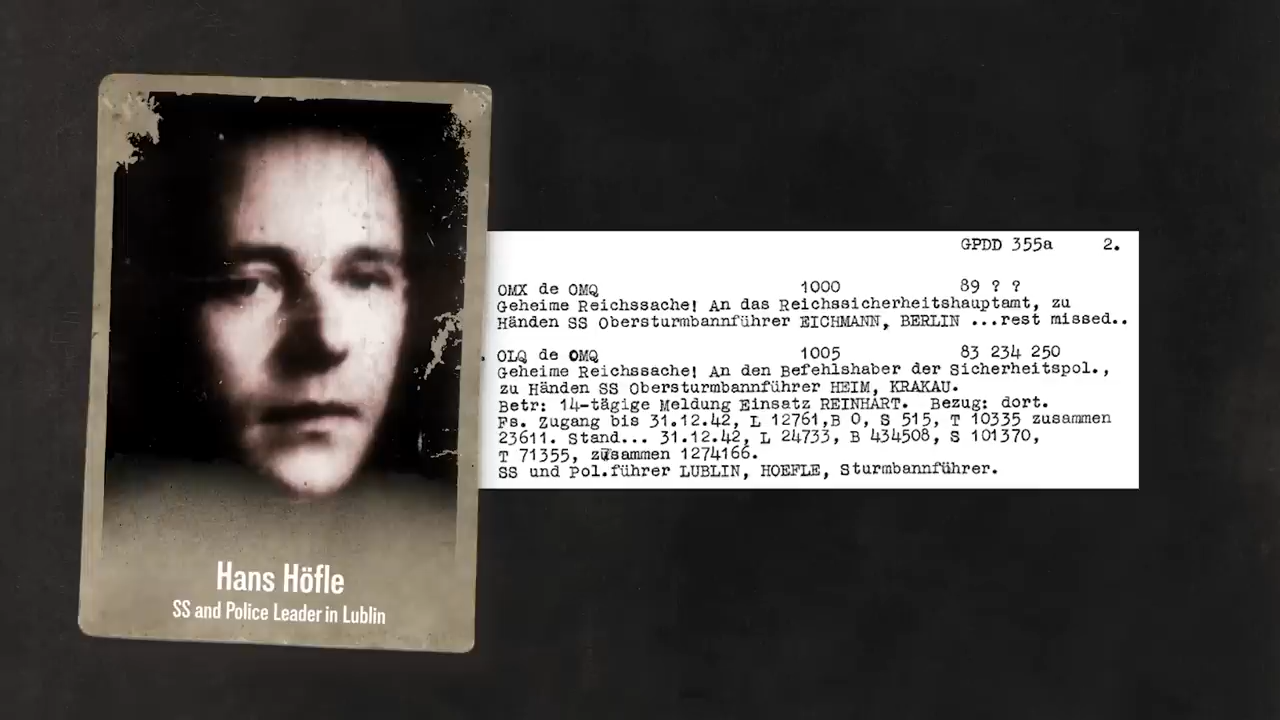 Hans Höfle
SS and Police Leader in Lublin
GPDD 355a 2.
OMX de OMQ 1000 89 ? ?
Geheime Reichssache! An das Reichssicherheitshauptamt, zu
Händen SS Obersturmbannführer EICHMANN, BERLIN ...rest missed..
OLQ de OMQ 1005 83 234 250
Geheime Reichssache! An den Befehlshaber der Sicherheitspol.,
zu Händen SS Obersturmbannführer HEIM, KRAKAU.
Betr: 14-tägige Meldung Einsatz REINHART. Bezug: dort.
Fs. Zugang bis 31.12.42, L 12761,B 0, S 515, T 10335 zusammen
23611. Stand... 31.12.42, L 24733, B 434508, S 101370,
T 71355, zusammen 1274166.
SS und Pol.führer LUBLIN, HOEFLE, Sturmbannführer.